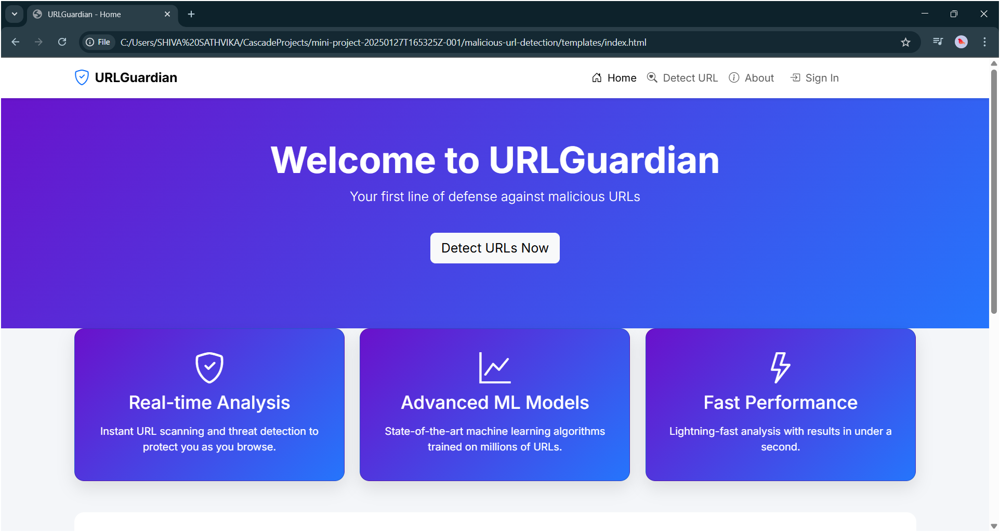 URLGuardian - Home
File
C:/Users/SHIVA%20SATHVIKA/CascadeProjects/mini-project-20250127T165325Z-001/malicious-url-detection/templates/index.html
URLGuardian
Home
Detect URL
About
Sign In
Welcome to URLGuardian
Your first line of defense against malicious URLs
Detect URLs Now
Real-time Analysis
Instant URL scanning and threat detection to
protect you as you browse.
Advanced ML Models
State-of-the-art machine learning algorithms
trained on millions of URLs.
Fast Performance
Lightning-fast analysis with results in under a
second.